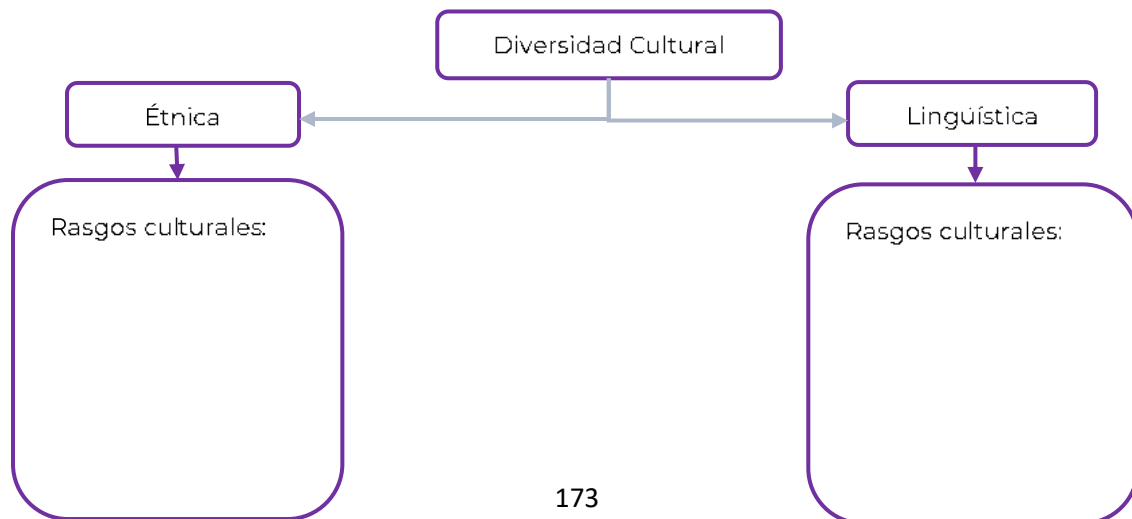 Diversidad Cultural
Étnica
Lingüística
Rasgos culturales:
Rasgos culturales:
173